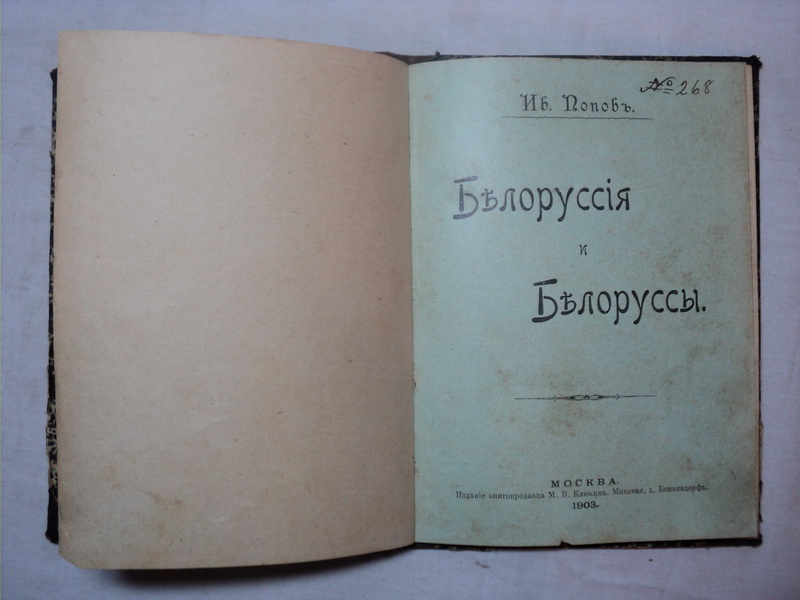 № 268
Ив. Поповъ.
Бѣлоруссія
и
Бѣлоруссы.
МОСКВА.
Изданіе книгопродавца М. В. Клюкина. Моховая, д. Бенкендорфа.
1903.